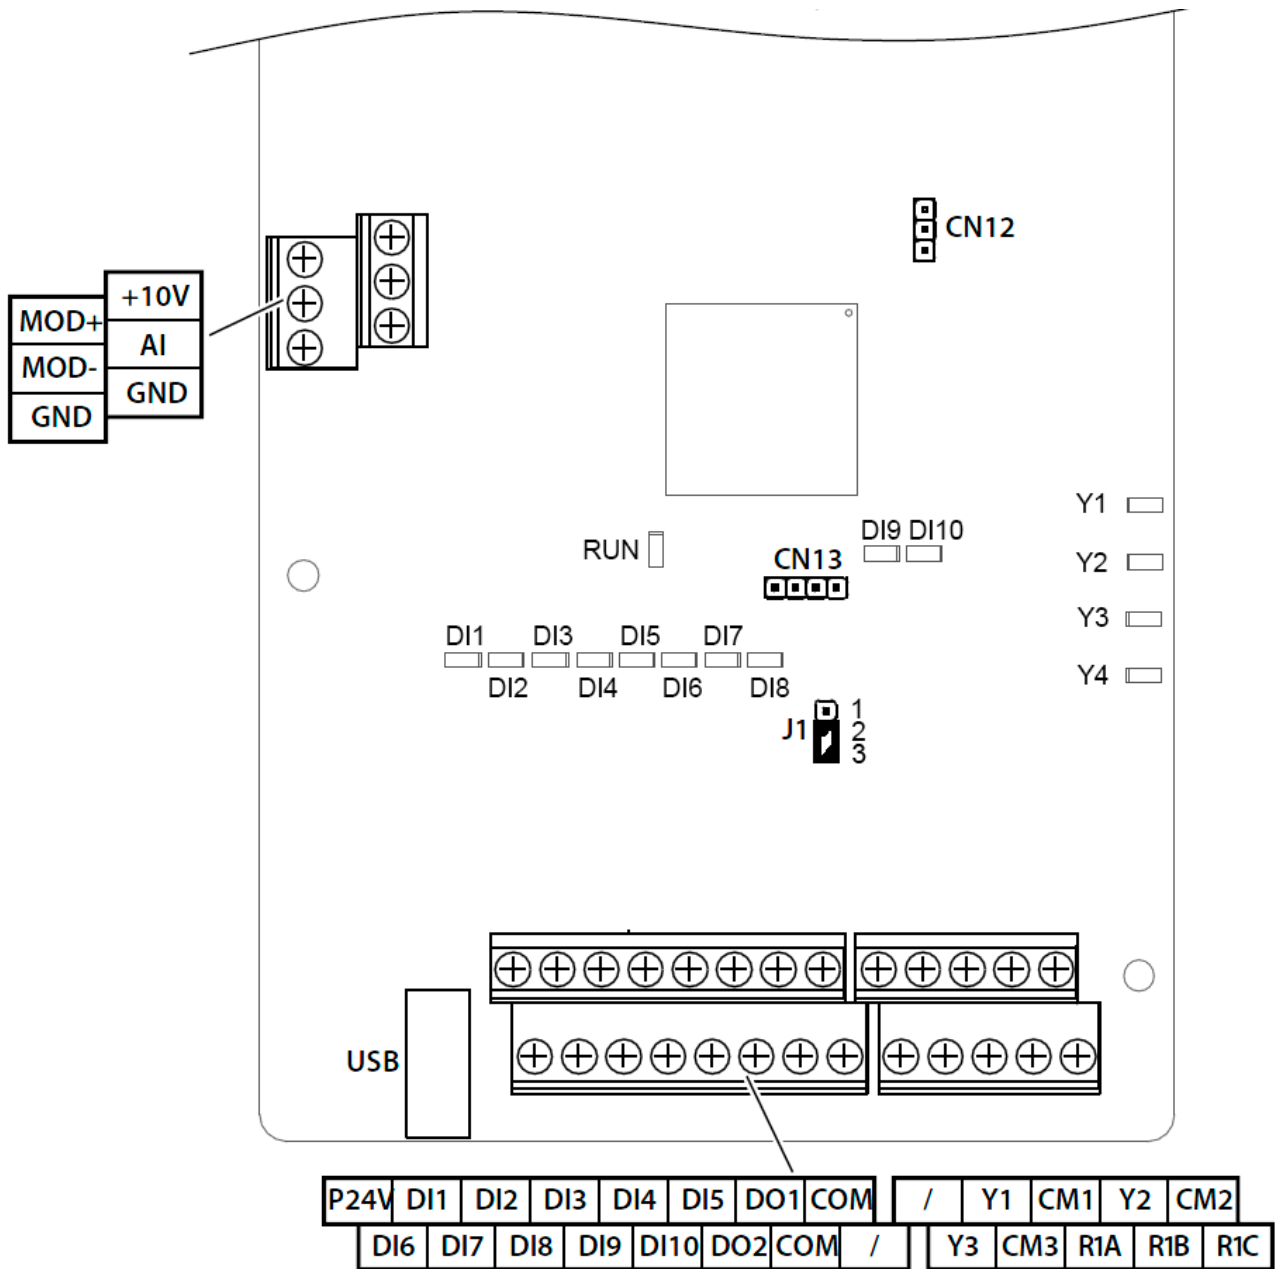 CN12
+10V
MOD+
AI
MOD-
GND
GND
Y1
DI9 DI10
RUN
CN13
Y2
Y3
DI1 DI3 DI5 DI7
Y4
DI2 DI4 DI6 DI8
1
J1 2
3
USB
P24V DI1 DI2 DI3 DI4 DI5 DO1 COM / Y1 CM1 Y2 CM2
DI6 DI7 DI8 DI9 DI10 DO2 COM / Y3 CM3 R1A R1B R1C